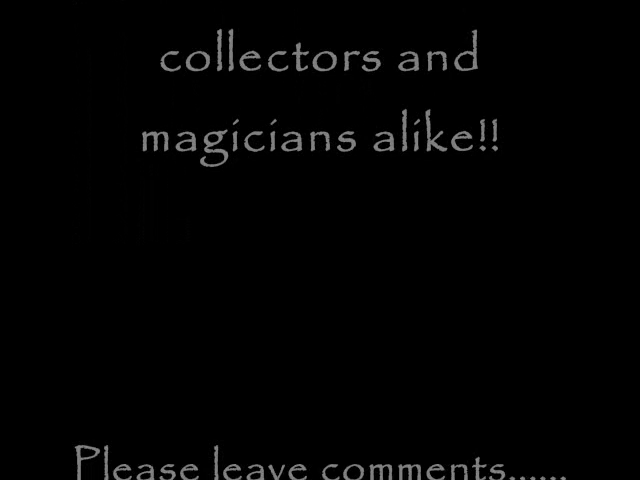 collectors and
magicians alike!!
Please leave comments......